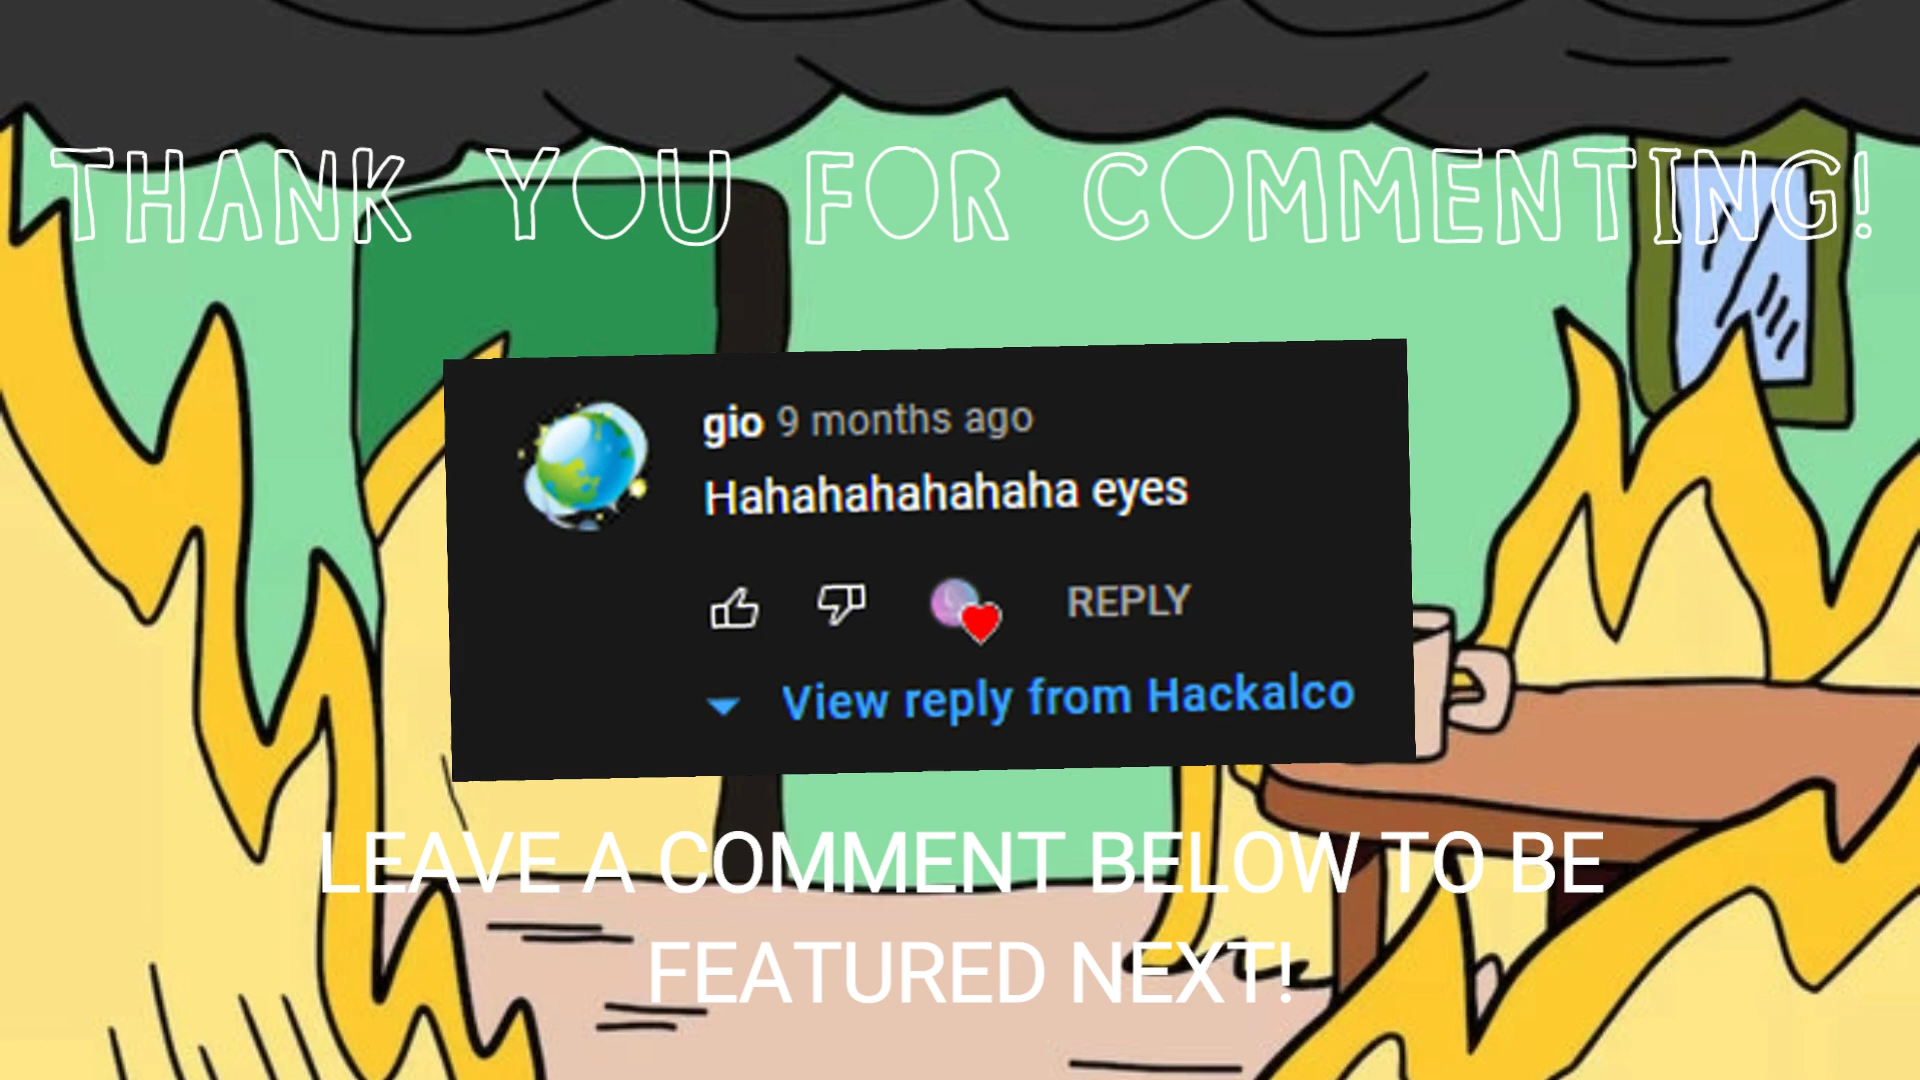 THANK YOU FOR COMMENTING!
gio 9 months ago
Hahahahahahaha eyes
REPLY
View reply from Hackalco
LEAVE A COMMENT BELOW TO BE
FEATURED NEXT!